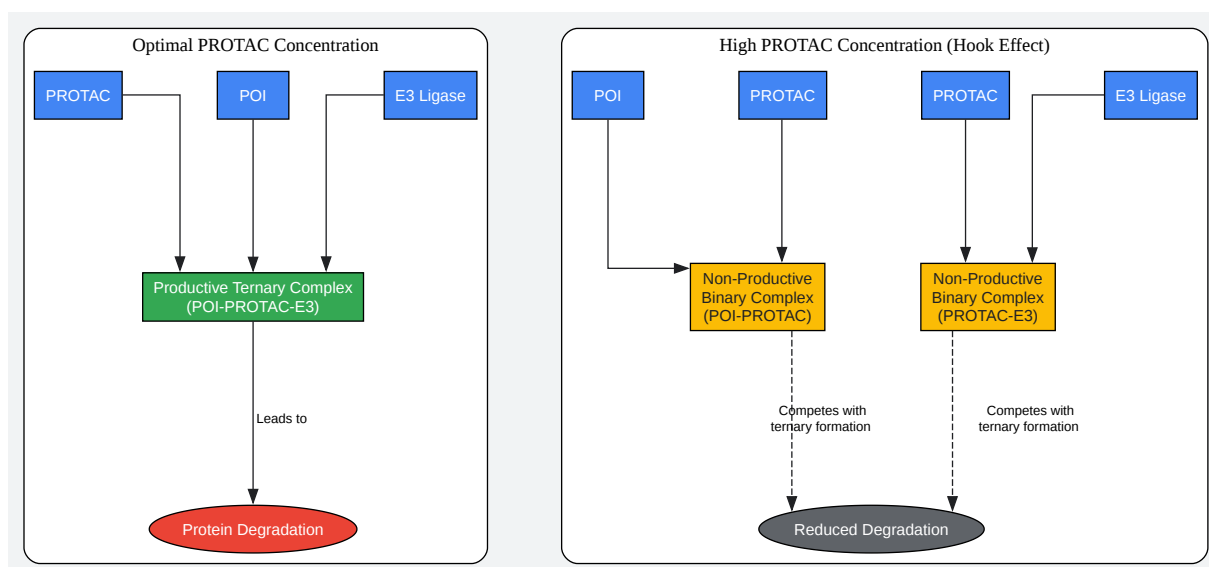 Optimal PROTAC Concentration
PROTAC
POI
E3 Ligase
Productive Ternary Complex
(POI-PROTAC-E3)
Leads to
Protein Degradation
High PROTAC Concentration (Hook Effect)
POI
PROTAC
PROTAC
E3 Ligase
Non-Productive
Binary Complex
(POI-PROTAC)
Non-Productive
Binary Complex
(PROTAC-E3)
Competes with
ternary formation
Competes with
ternary formation
Reduced Degradation